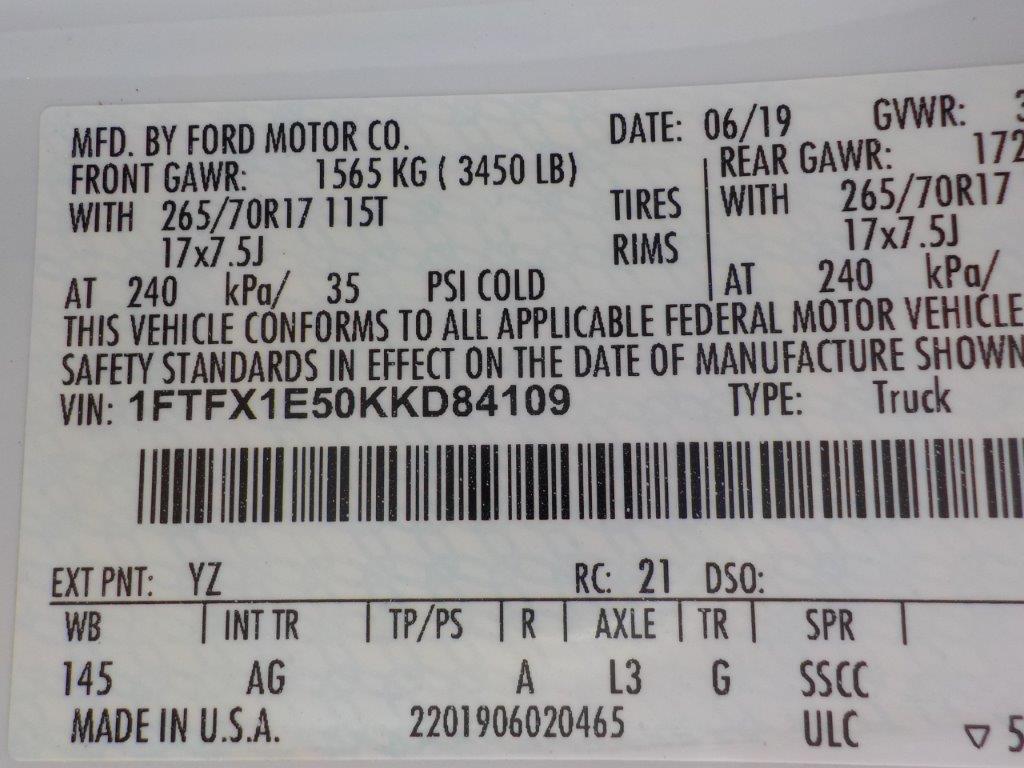 MFD. BY FORD MOTOR CO. DATE: 06/19 GVWR: 3
FRONT GAWR: 1565 KG ( 3450 LB) REAR GAWR: 172
WITH 265/70R17 115T TIRES WITH 265/70R17
17x7.5J RIMS 17x7.5J
AT 240 kPa/ 35 PSI COLD AT 240 kPa/
THIS VEHICLE CONFORMS TO ALL APPLICABLE FEDERAL MOTOR VEHICLE
SAFETY STANDARDS IN EFFECT ON THE DATE OF MANUFACTURE SHOWN
VIN: 1FTFX1E50KKD84109 TYPE: Truck
EXT PNT: YZ RC: 21 DSO:
WB | INT TR | TP/PS | R | AXLE | TR | SPR |
145 AG A L3 G SSCC
MADE IN U.S.A. 2201906020465 ULC ▽ 5